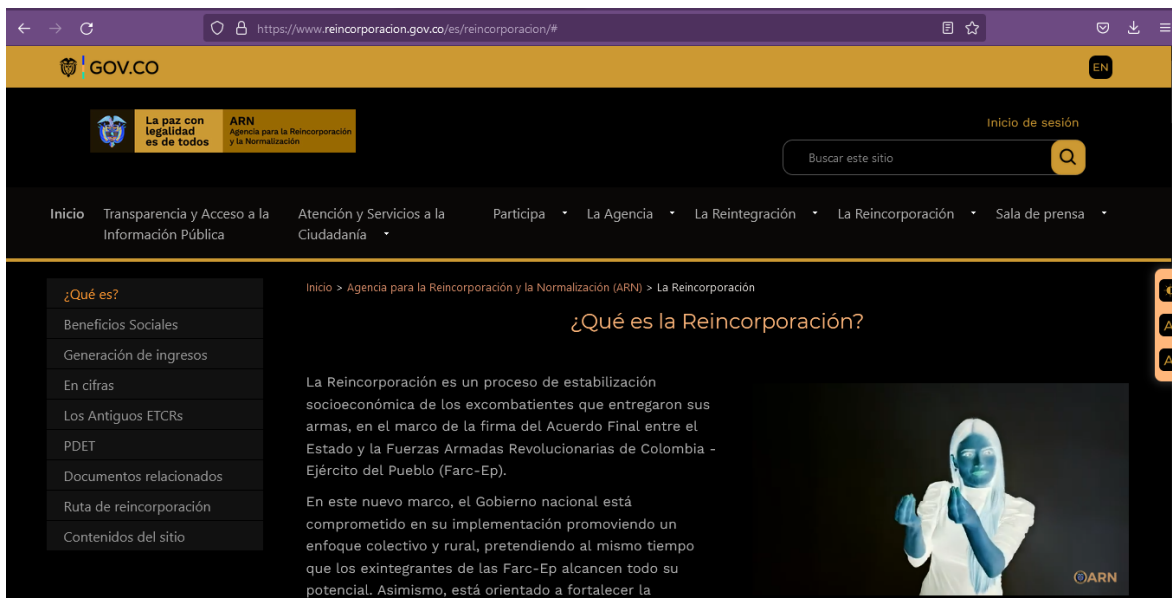 https://www.reincorporacion.gov.co/es/reincorporacion/#
GOV.CO
EN
La paz con
legalidad
es de todos
ARN
Agencia para la Reincorporación
y la Normalización
Inicio de sesión
Buscar este sitio
Inicio
Transparencia y Acceso a la
Información Pública
Atención y Servicios a la
Ciudadanía
Participa
La Agencia
La Reintegración
La Reincorporación
Sala de prensa
¿Qué es?
Beneficios Sociales
Generación de ingresos
En cifras
Los Antiguos ETCRs
PDET
Documentos relacionados
Ruta de reincorporación
Contenidos del sitio
Inicio > Agencia para la Reincorporación y la Normalización (ARN) > La Reincorporación
¿Qué es la Reincorporación?
La Reincorporación es un proceso de estabilización
socioeconómica de los excombatientes que entregaron sus
armas, en el marco de la firma del Acuerdo Final entre el
Estado y la Fuerzas Armadas Revolucionarias de Colombia -
Ejército del Pueblo (Farc-Ep).
En este nuevo marco, el Gobierno nacional está
comprometido en su implementación promoviendo un
enfoque colectivo y rural, pretendiendo al mismo tiempo
que los exintegrantes de las Farc-Ep alcancen todo su
potencial. Asimismo, está orientado a fortalecer la
ARN
A
A